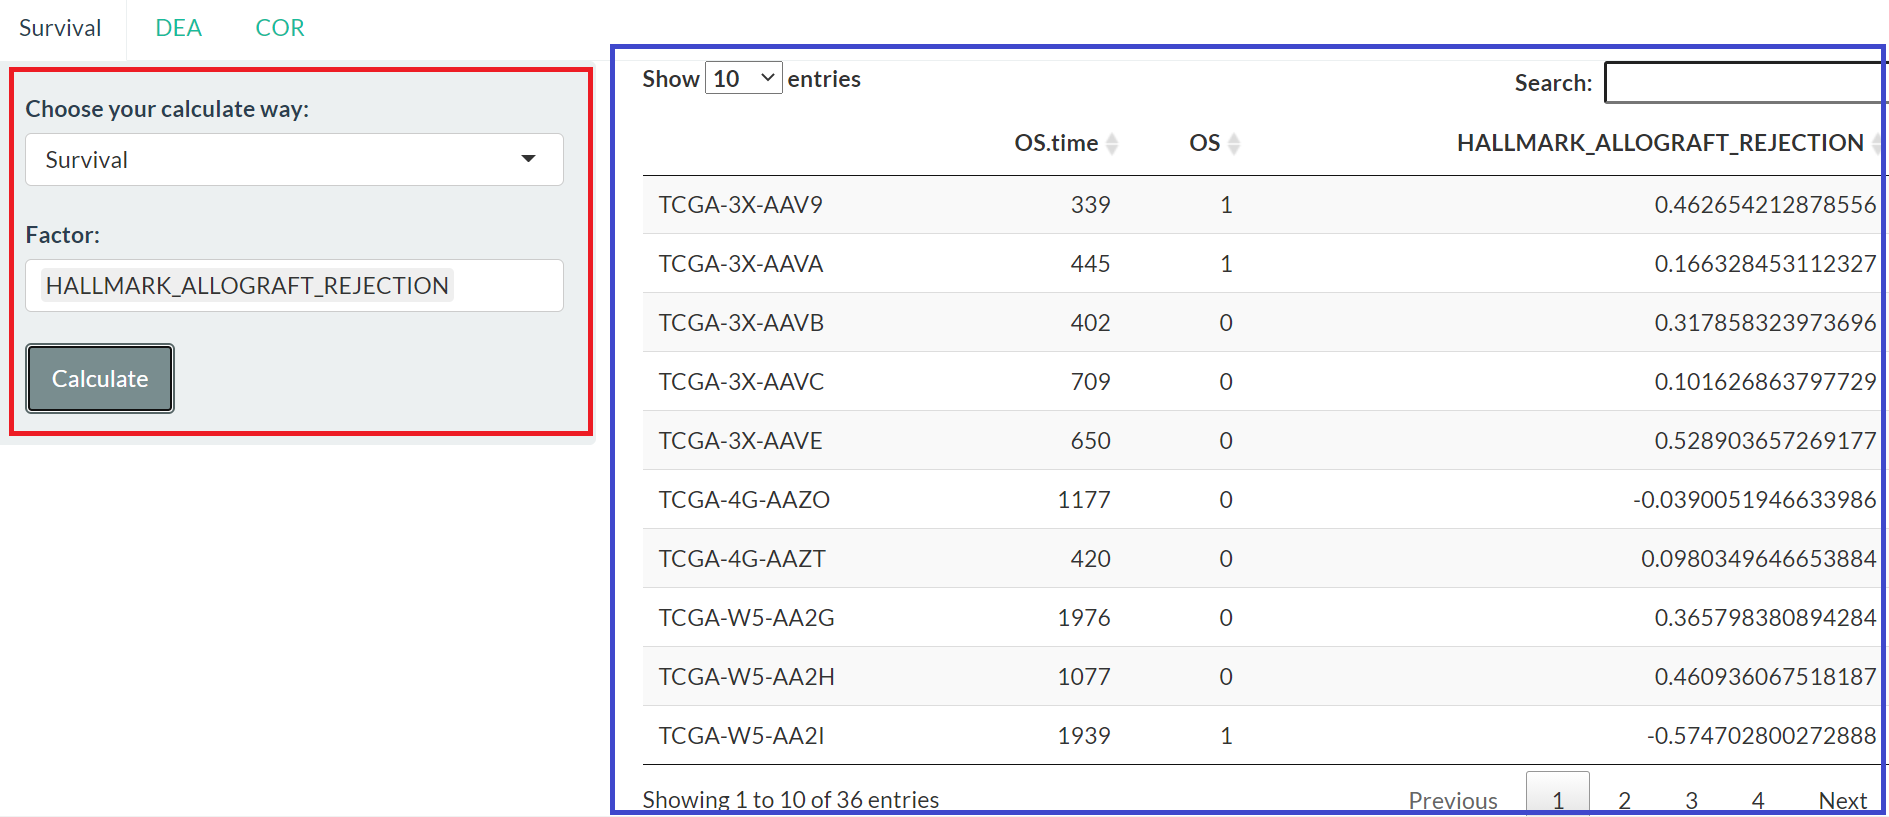 Survival DEA COR
Choose your calculate way:
Survival
Factor:
HALLMARK_ALLOGRAFT_REJECTION
Calculate
Show 10 entries
Search:
OS.time OS HALLMARK_ALLOGRAFT_REJECTION
TCGA-3X-AAV9 339 1 0.462654212878556
TCGA-3X-AAVA 445 1 0.166328453112327
TCGA-3X-AAVB 402 0 0.317858323973696
TCGA-3X-AAVC 709 0 0.101626863797729
TCGA-3X-AAVE 650 0 0.528903657269177
TCGA-4G-AAZO 1177 0 -0.0390051946633986
TCGA-4G-AAZT 420 0 0.0980349646653884
TCGA-W5-AA2G 1976 0 0.365798380894284
TCGA-W5-AA2H 1077 0 0.460936067518187
TCGA-W5-AA2I 1939 1 -0.574702800272888
Showing 1 to 10 of 36 entries
Previous 1 2 3 4 Next